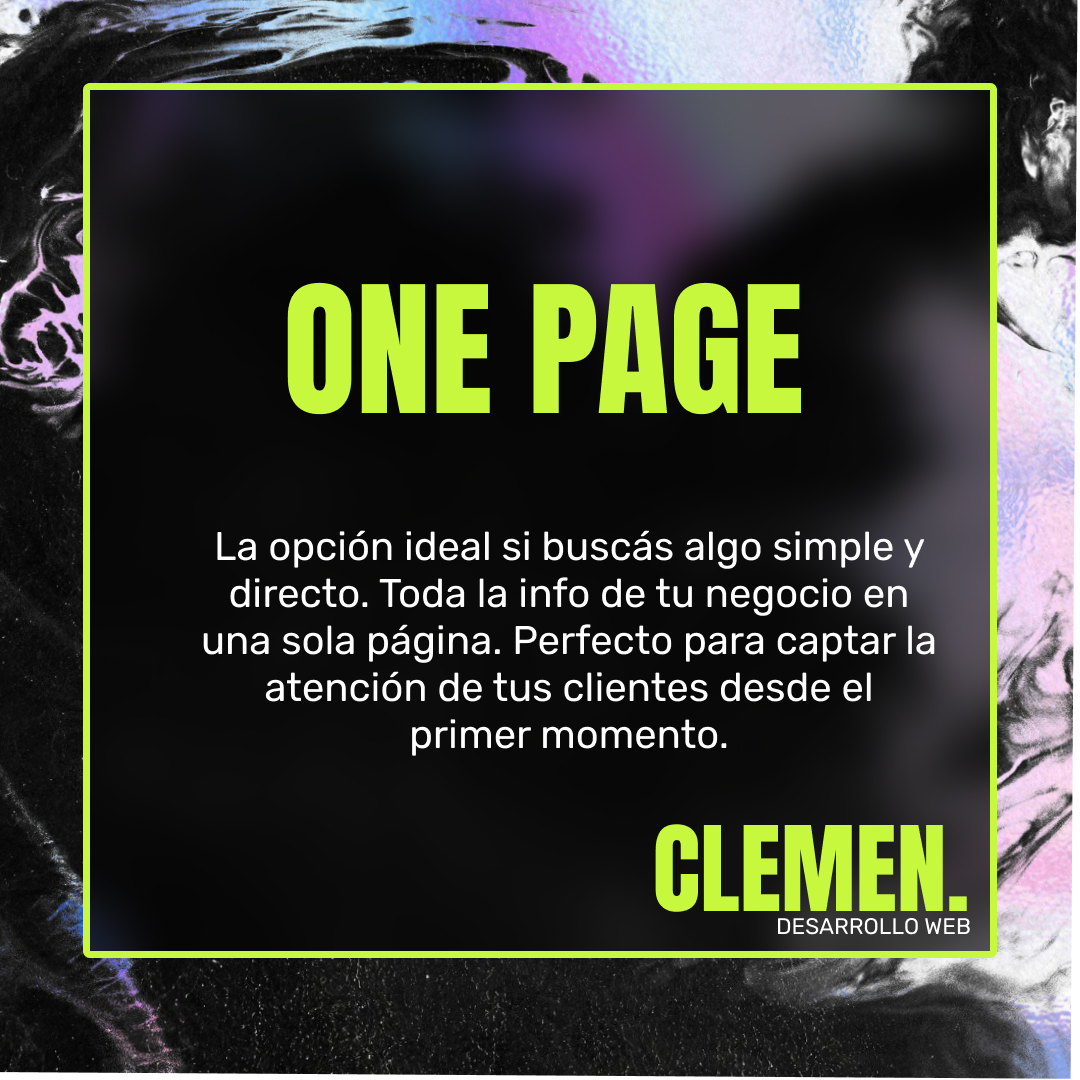 ONE PAGE
La opción ideal si buscás algo simple y
directo. Toda la info de tu negocio en
una sola página. Perfecto para captar la
atención de tus clientes desde el
primer momento.
CLEMEN.
DESARROLLO WEB